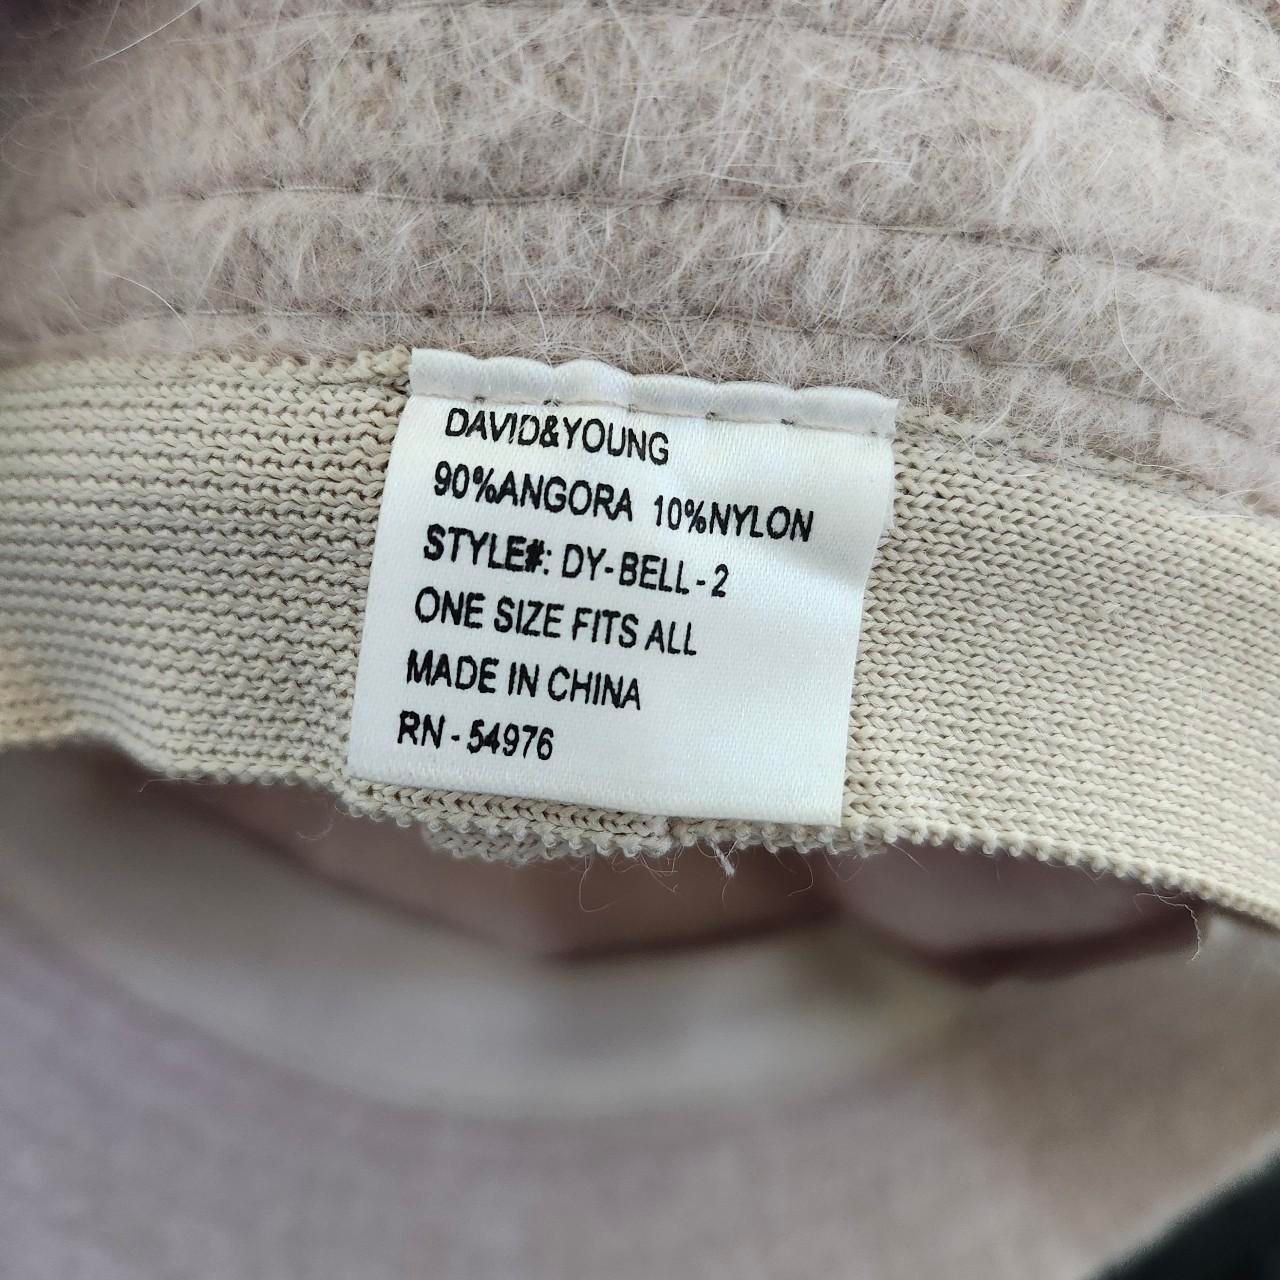 DAVID&YOUNG
90%ANGORA 10%NYLON
STYLE#: DY-BELL-2
ONE SIZE FITS ALL
MADE IN CHINA
RN-54976